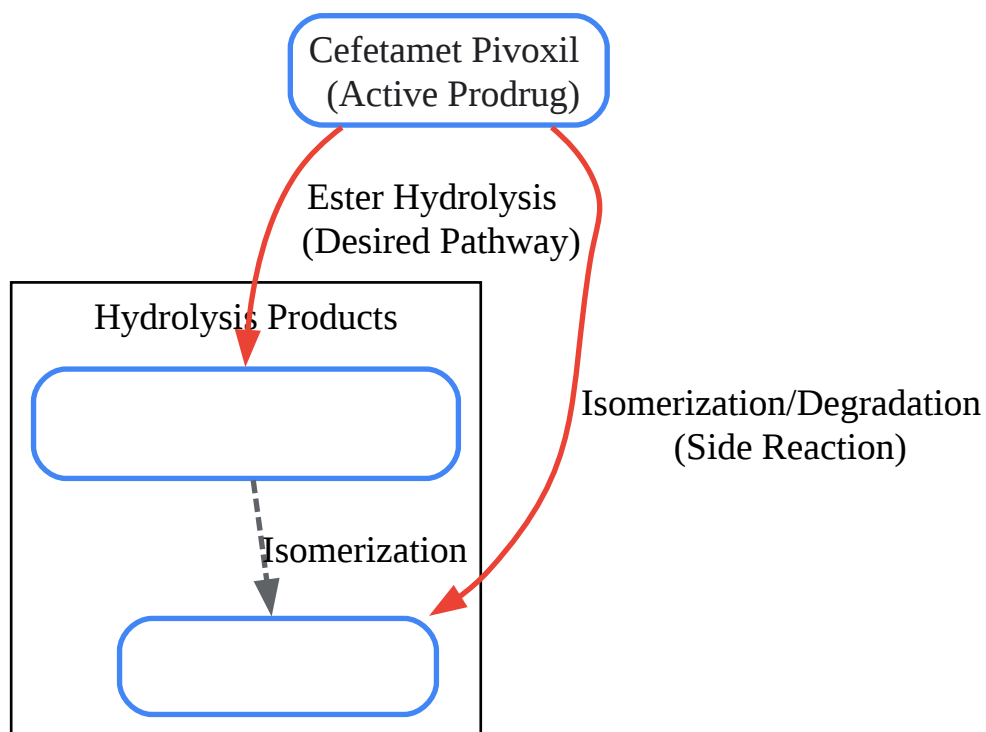 Cefetamet Pivoxil
(Active Prodrug)
Ester Hydrolysis
(Desired Pathway)
Hydrolysis Products
Isomerization/Degradation
(Side Reaction)
Isomerization